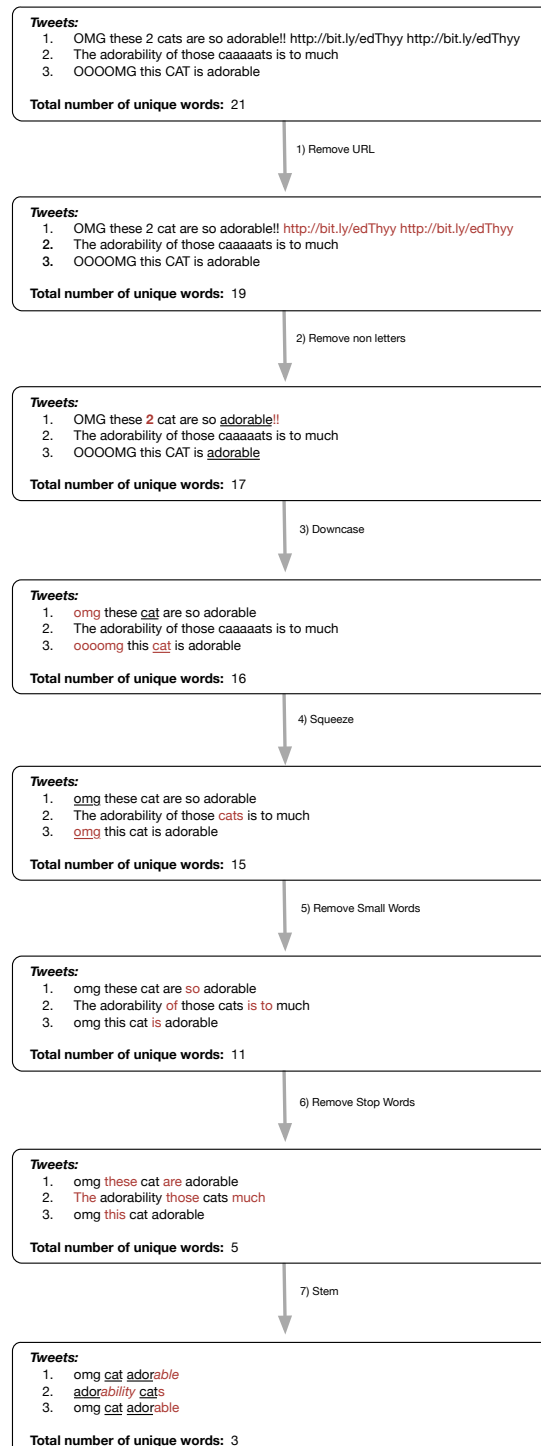 Tweets:
1. OMG these 2 cats are so adorable!! http://bit.ly/edThyy http://bit.ly/edThyy
2. The adorability of those caaaaats is to much
3. OOOOMG this CAT is adorable
Total number of unique words: 21
1) Remove URL
Tweets:
1. OMG these 2 cat are so adorable!! http://bit.ly/edThyy http://bit.ly/edThyy
2. The adorability of those caaaaats is to much
3. OOOOMG this CAT is adorable
Total number of unique words: 19
2) Remove non letters
Tweets:
1. OMG these 2 cat are so adorable!!
2. The adorability of those caaaaats is to much
3. OOOOMG this CAT is adorable
Total number of unique words: 17
3) Downcase
Tweets:
1. omg these cat are so adorable
2. The adorability of those caaaaats is to much
3. oooomg this cat is adorable
Total number of unique words: 16
4) Squeeze
Tweets:
1. omg these cat are so adorable
2. The adorability of those cats is to much
3. omg this cat is adorable
Total number of unique words: 15
5) Remove Small Words
Tweets:
1. omg these cat are so adorable
2. The adorability of those cats is to much
3. omg this cat is adorable
Total number of unique words: 11
6) Remove Stop Words
Tweets:
1. omg these cat are adorable
2. The adorability those cats much
3. omg this cat adorable
Total number of unique words: 5
7) Stem
Tweets:
1. omg cat adorable
2. adorability cats
3. omg cat adorable
Total number of unique words: 3